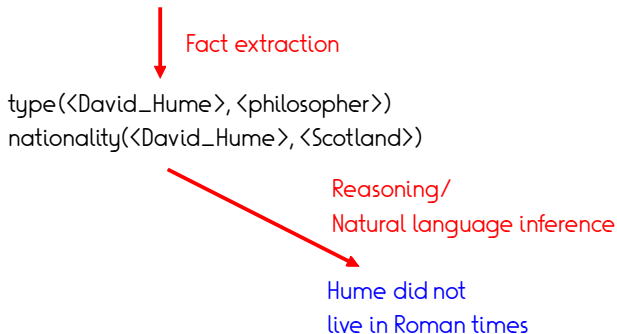 Fact extraction
type(<David_Hume>, <philosopher>)
nationality(<David_Hume>, <Scotland>)
Reasoning/
Natural language inference
Hume did not
live in Roman times